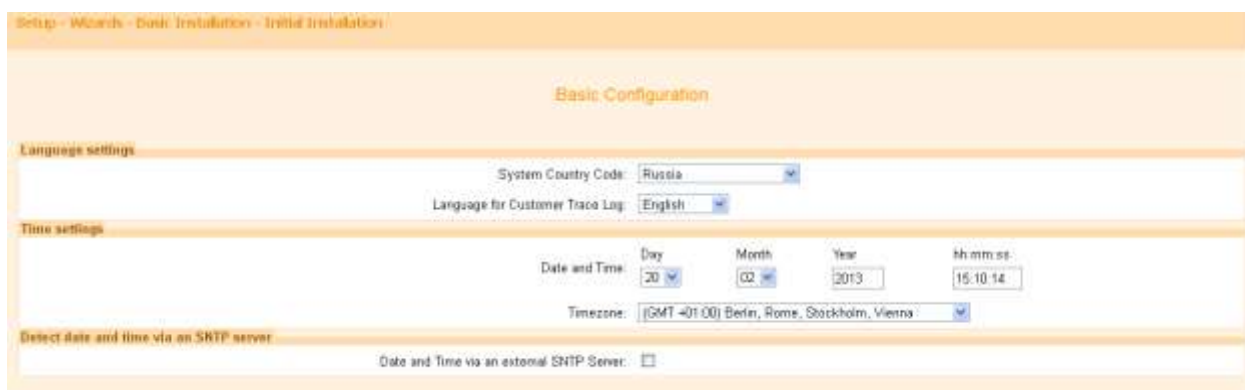 Setup - Wizards - Basic Installation - Initial Installation
Basic Configuration
Language settings
System Country Code: Russia
Language for Customer Trace Log: English
Time settings
Day Month Year hh:mm:ss
Date and Time: 20 02 2013 15:10:14
Timezone: (GMT +01:00) Berlin, Rome, Stockholm, Vienna
Detect date and time via an SNTP server
Date and Time via an external SNTP Server: